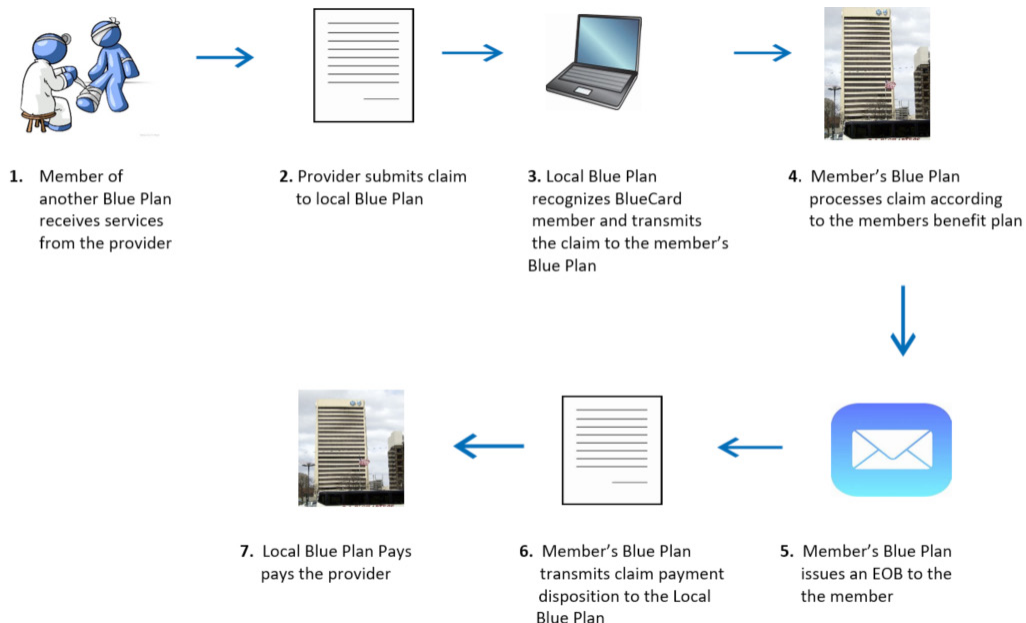 1. Member of
another Blue Plan
receives services
from the provider
2. Provider submits claim
to local Blue Plan
3. Local Blue Plan
recognizes BlueCard
member and transmits
the claim to the member’s
Blue Plan
4. Member’s Blue Plan
processes claim according
to the members benefit plan
5. Member’s Blue Plan
issues an EOB to the
the member
6. Member’s Blue Plan
transmits claim payment
disposition to the Local
Blue Plan
7. Local Blue Plan Pays
pays the provider